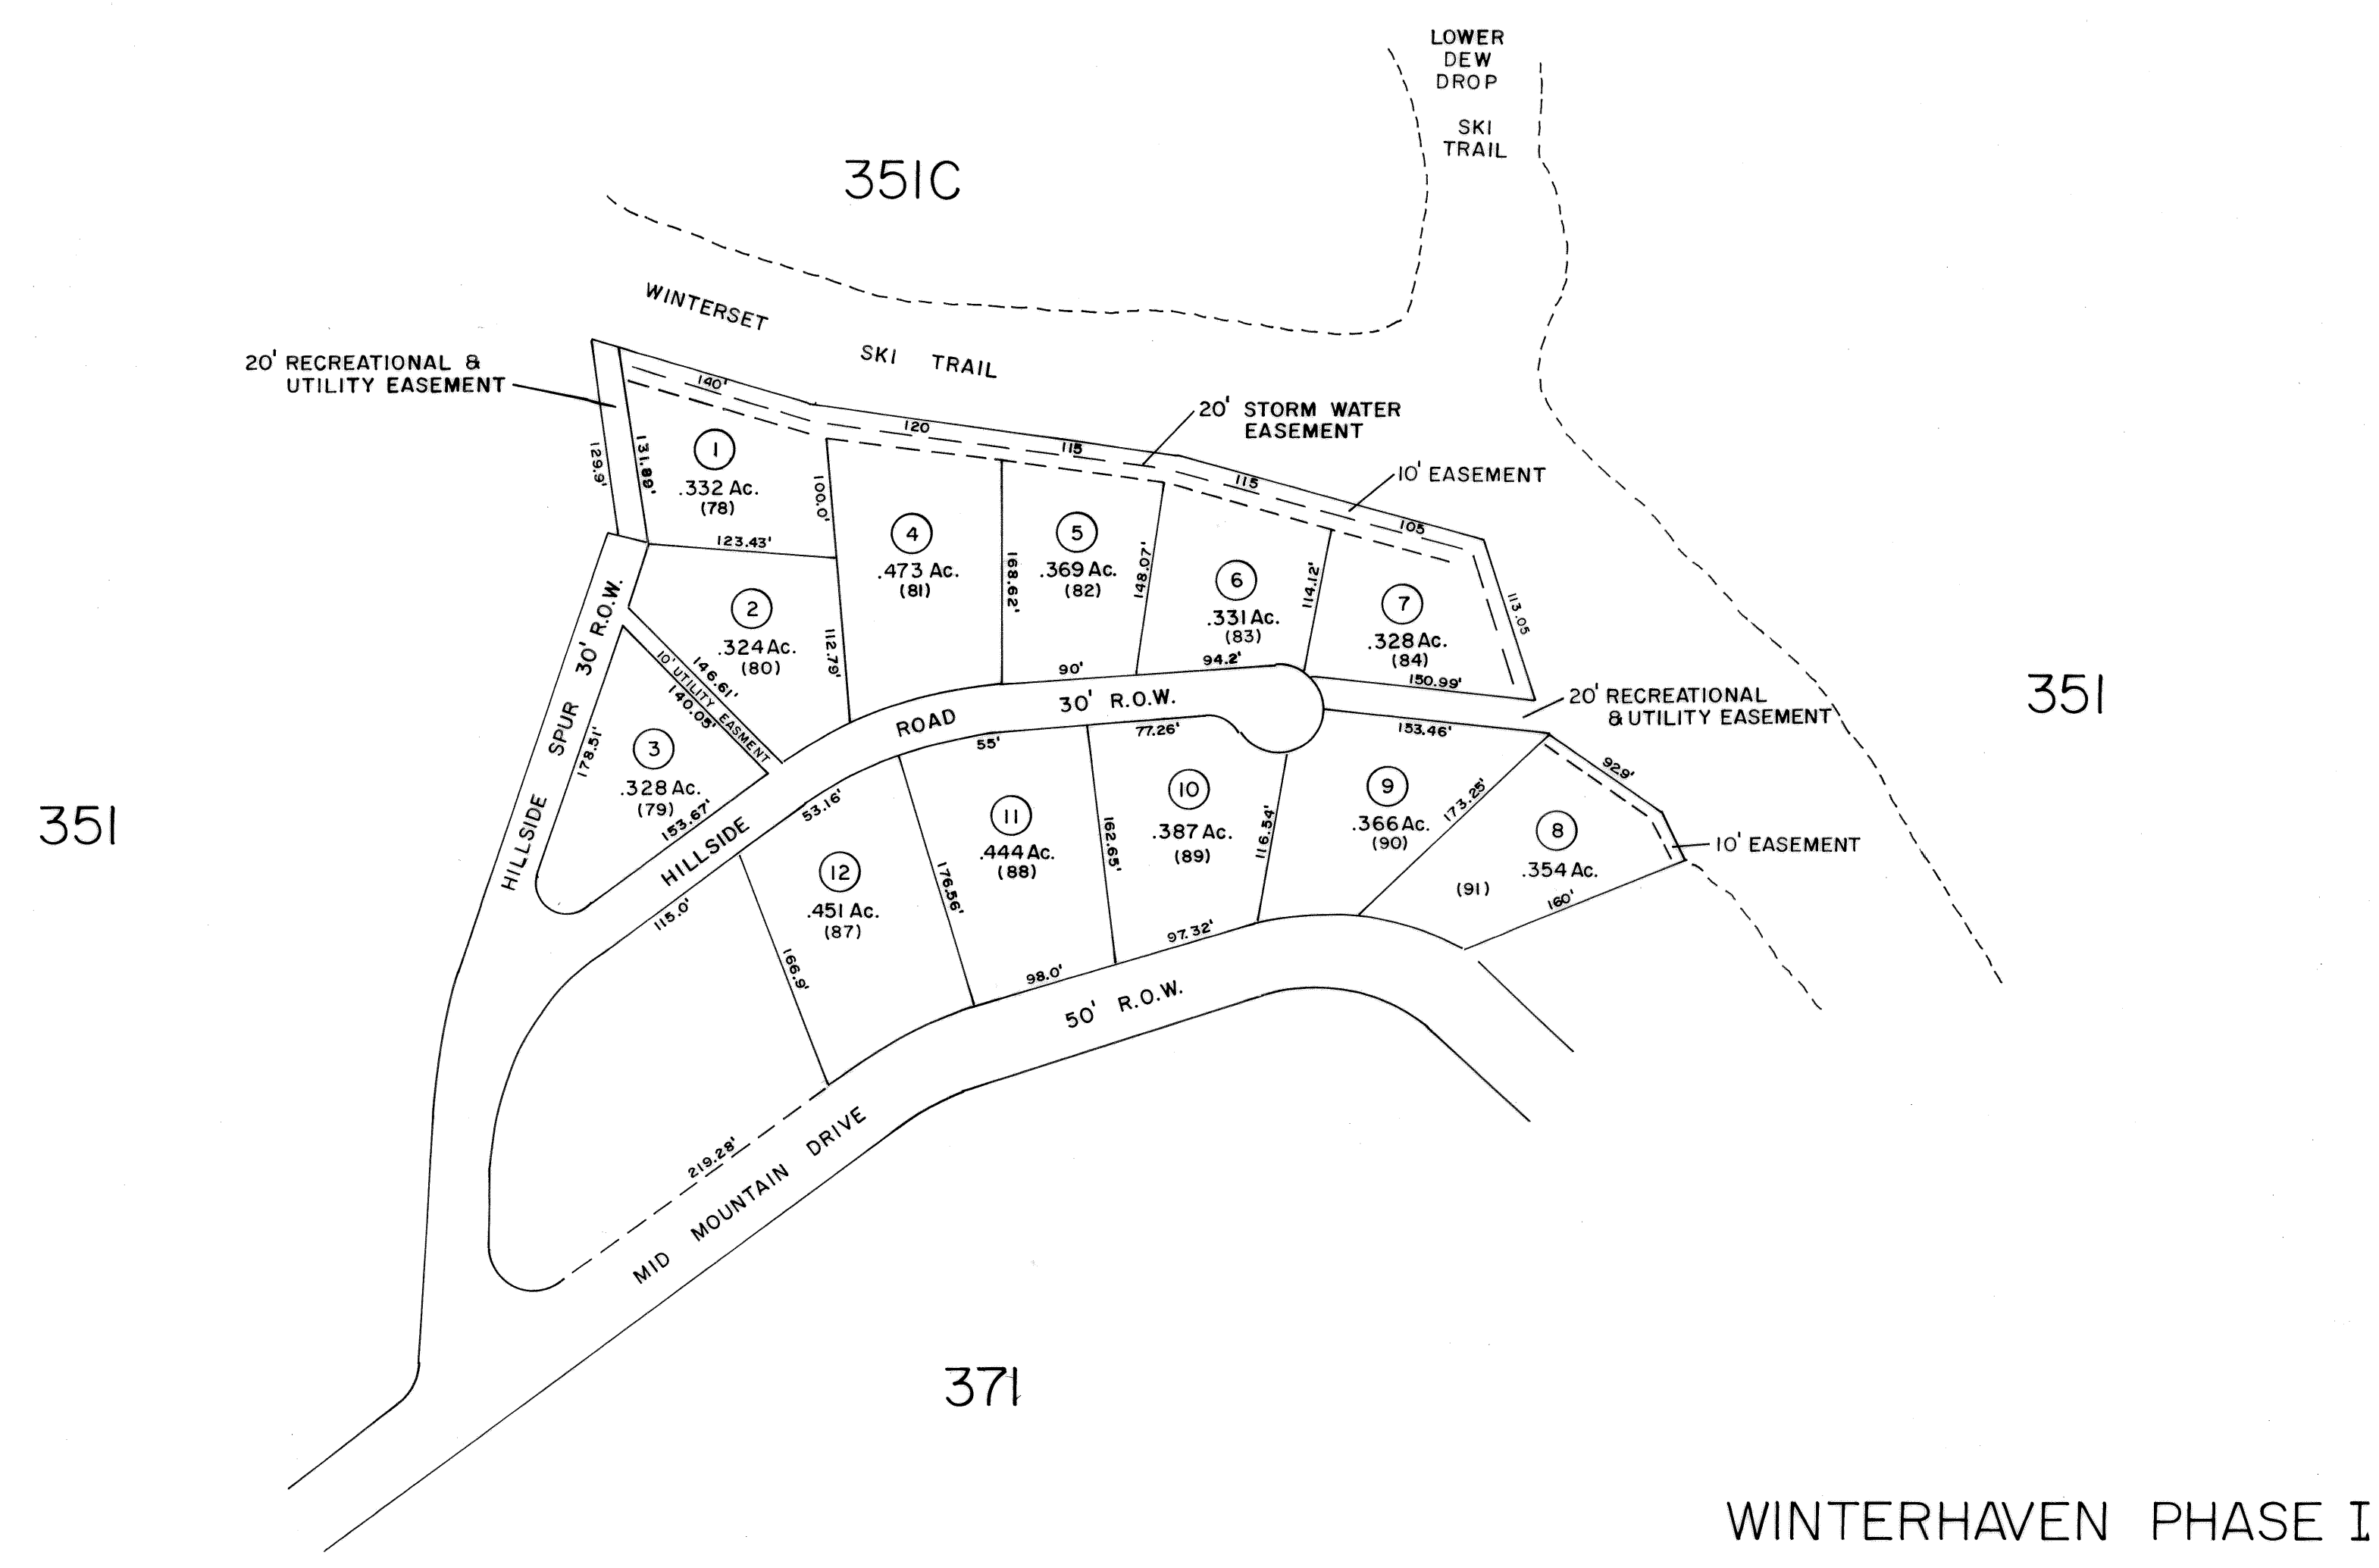 LOWER
DEW
DROP
SKI
TRAIL
351C
WINTERSET
SKI TRAIL
20' RECREATIONAL &
UTILITY EASEMENT
20' STORM WATER
EASEMENT
10' EASEMENT
140'
120
115
115
105
129.9'
131.89'
1
.332 Ac.
(78)
100.0'
123.43'
4
.473 Ac.
(81)
168.62'
5
.369 Ac.
(82)
148.07'
6
.331 Ac.
(83)
114.12'
7
.328 Ac.
(84)
113.05
2
.324 Ac.
(80)
112.79'
90'
94.2'
150.99'
351
20' RECREATIONAL
& UTILITY EASEMENT
146.61'
10' UTILITY EASMENT
140.05'
HILLSIDE SPUR 30' R.O.W.
178.51'
3
.328 Ac.
(79)
153.67'
HILLSIDE ROAD 30' R.O.W.
55'
77.26'
153.46'
929'
53.16'
115.0'
12
.451 Ac.
(87)
166.9'
176.56'
11
.444 Ac.
(88)
162.65'
10
.387 Ac.
(89)
116.54'
9
.366 Ac.
(90)
173.25'
8
.354 Ac.
(91)
160'
10' EASEMENT
351
98.0'
97.32'
50' R.O.W.
219.28'
MID MOUNTAIN DRIVE
371
WINTERHAVEN PHASE I